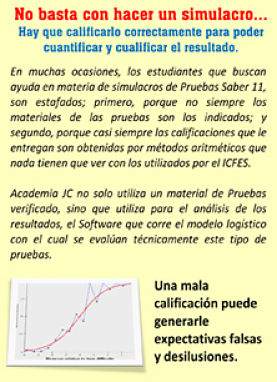 No basta con hacer un simulacro...
Hay que calificarlo correctamente para poder
cuantificar y cualificar el resultado.
En muchas ocasiones, los estudiantes que buscan
ayuda en materia de simulacros de Pruebas Saber 11,
son estafados; primero, porque no siempre los
materiales de las pruebas son los indicados; y
segundo, porque casi siempre las calificaciones que le
entregan son obtenidas por métodos aritméticos que
nada tienen que ver con los utilizados por el ICFES.
Academia JC no solo utiliza un material de Pruebas
verificado, sino que utiliza para el análisis de los
resultados, el Software que corre el modelo logístico
con el cual se evalúan técnicamente este tipo de
pruebas.
Una mala
calificación puede
generarle
expectativas falsas
y desilusiones.